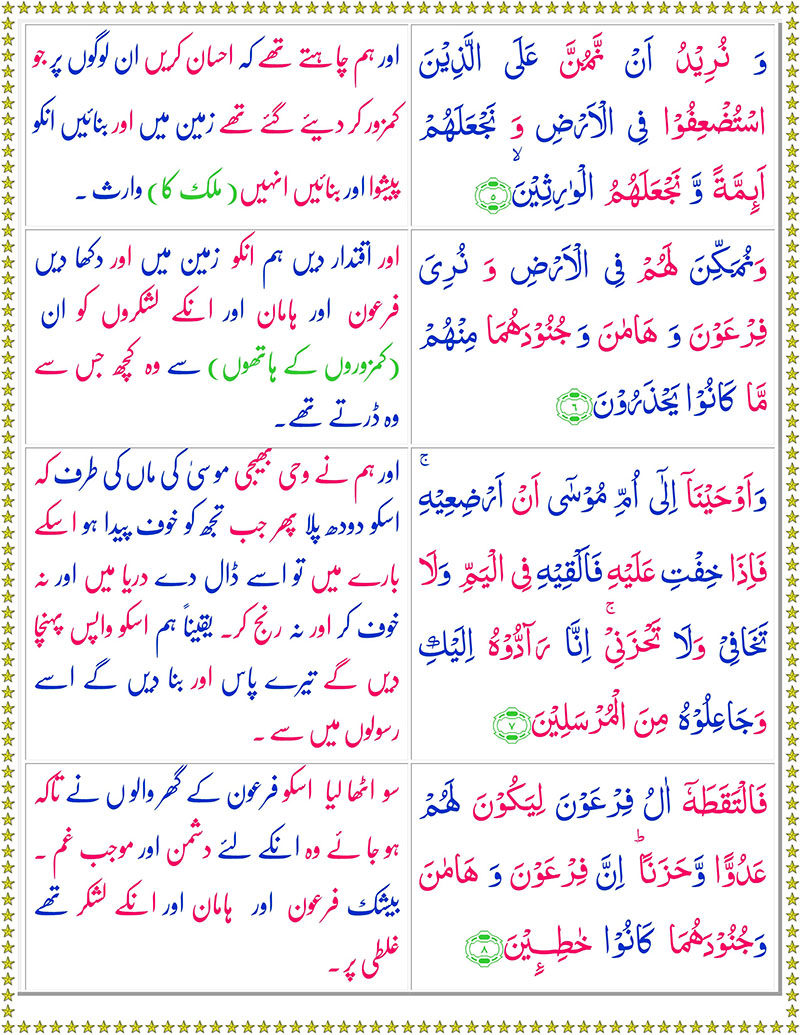 وَ نُرِیْدُ اَنْ نَّمُنَّ عَلَی الَّذِیْنَ
اسْتُضْعِفُوْا فِی الْاَرْضِ وَ نَجْعَلَهُمْ
اَىِٕمَّةً وَّ نَجْعَلَهُمُ الْوٰرِثِیْنَۙ ۵
اور ہم چاہتے تھے کہ احسان کریں ان لوگوں پر جو
کمزور کر دیئے گئے تھے زمین میں اور بنائیں انکو
پیشوا اور بنائیں انہیں ( ملک کا ) وارث ۔
وَنُمَكِّنَ لَهُمْ فِی الْاَرْضِ وَ نُرِیَ
فِرْعَوْنَ وَ هَامٰنَ وَ جُنُوْدَهُمَا مِنْهُمْ
مَّا كَانُوْا یَحْذَرُوْنَ ۶
اور اقتدار دیں ہم انکو زمین میں اور دکھا دیں
فرعون اور ہامان اور انکے لشکروں کو ان
(کمزوروں کے ہاتھوں ) سے وہ کچھ جس سے
وہ ڈرتے تھے۔
وَاَوْحَیْنَاۤ اِلٰۤی اُمِّ مُوْسٰۤی اَنْ اَرْضِعِیْهِۚ
فَاِذَا خِفْتِ عَلَیْهِ فَاَلْقِیْهِ فِی الْیَمِّ وَلَا
تَخَافِیْ وَلَا تَحْزَنِیْۚ اِنَّا رَآدُّوْهُ اِلَیْكِ
وَجَاعِلُوْهُ مِنَ الْمُرْسَلِیْنَ ۷
اور ہم نے وحی بھیجی موسیٰ کی ماں کی طرف کہ
اسکو دودھ پلا پھر جب تجھ کو خوف پیدا ہو اسکے
بارے میں تو اسے ڈال دے دریا میں اور نہ
خوف کر اور نہ رنج کر۔ یقیناً ہم اسکو واپس پہنچا
دیں گے تیرے پاس اور بنا دیں گے اسے
رسولوں میں سے ۔
فَالْتَقَطَهٗۤ اٰلُ فِرْعَوْنَ لِیَكُوْنَ لَهُمْ
عَدُوًّا وَّحَزَنًاؕ اِنَّ فِرْعَوْنَ وَ هَامٰنَ
وَجُنُوْدَهُمَا كَانُوْا خٰطِـِٕیْنَ ۸
سو اٹھا لیا اسکو فرعون کے گھر والوں نے تاکہ
ہو جائے وہ انکے لئے دشمن اور موجب غم ۔
بیشک فرعون اور ہامان اور انکے لشکر تھے
غلطی پر ۔